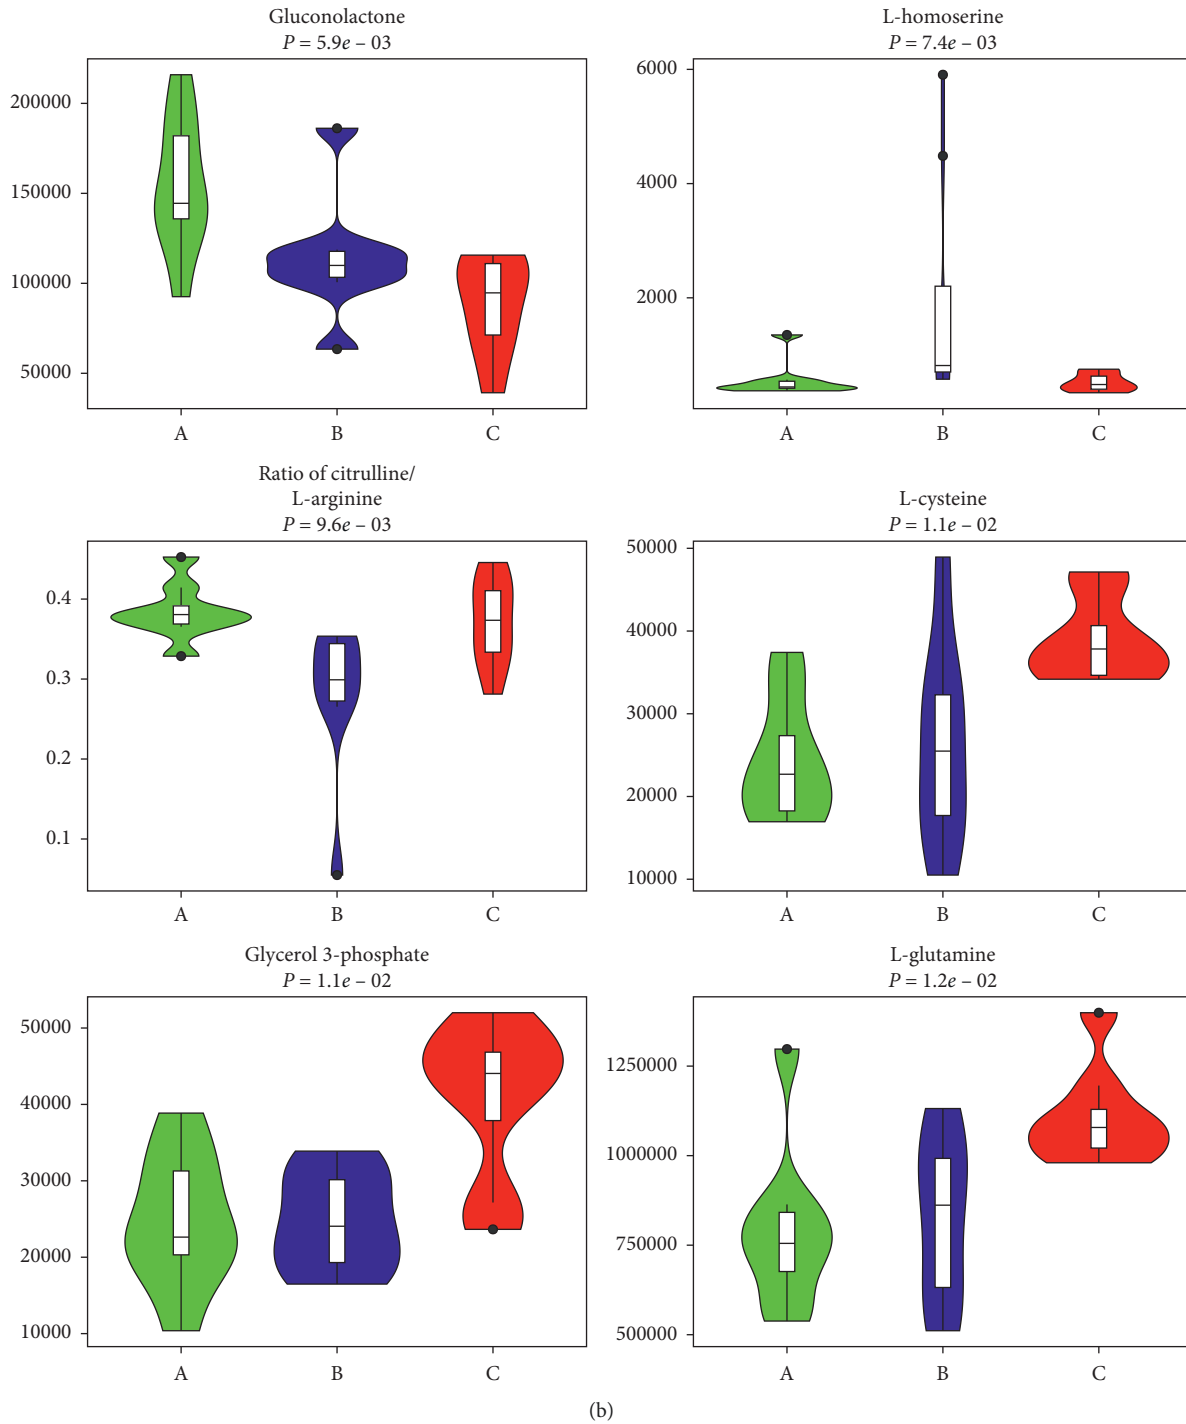 Gluconolactone
P = 5.9e – 03
200000
150000
100000
50000
A B C
L-homoserine
P = 7.4e – 03
6000
4000
2000
A B C
Ratio of citrulline/
L-arginine
P = 9.6e – 03
0.4
0.3
0.2
0.1
A B C
L-cysteine
P = 1.1e – 02
50000
40000
30000
20000
10000
A B C
Glycerol 3-phosphate
P = 1.1e – 02
50000
40000
30000
20000
10000
A B C
L-glutamine
P = 1.2e – 02
1250000
1000000
750000
500000
A B C
(b)